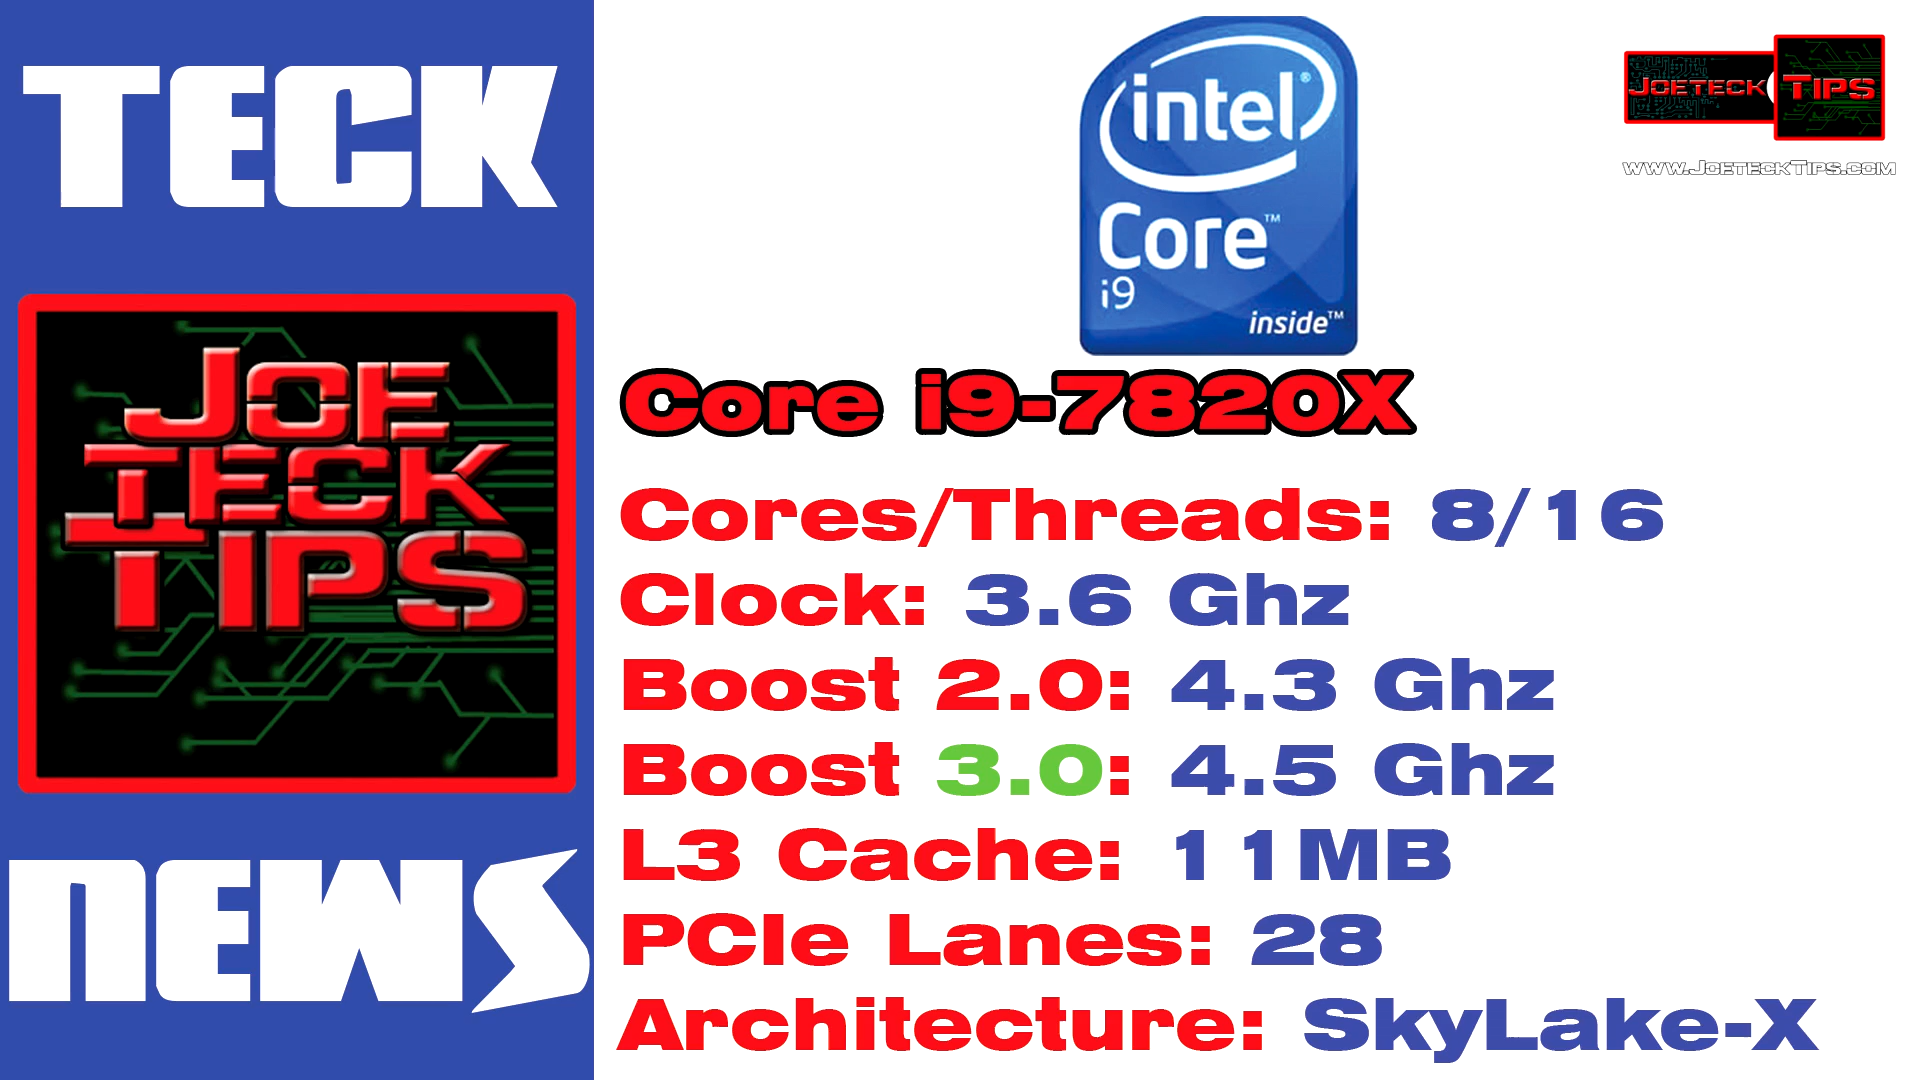 TECK
JOE
TECK
TIPS
NEWS
intel®
Core™
i9
inside™
JOETECK TIPS
WWW.JOETECKTIPS.COM
Core i9-7820X
Cores/Threads: 8/16
Clock: 3.6 Ghz
Boost 2.0: 4.3 Ghz
Boost 3.0: 4.5 Ghz
L3 Cache: 11MB
PCIe Lanes: 28
Architecture: SkyLake-X